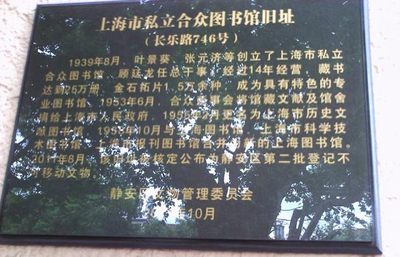 上海市私立合众图书馆旧址
（长乐路746号）
1939年8月，叶景葵、张元济等创立了上海市私立
合众图书馆，顾廷龙任总干事，经过14年经营，藏书
达到25万册，金石拓片1.5万余种，成为具有特色的专
业图书馆。1953年6月，合众董事会将馆藏文献及馆舍
捐给上海市人民政府。1955年2月更名为上海市历史文
献图书馆。1958年10月与 图书馆、上海市科学技
术图书馆、上海市报刊图书馆合并 新的上海图书馆。
2011年8月，该 核定公布为静安区第二批登记不
可移动文物。
静安区文物管理委员会
10月